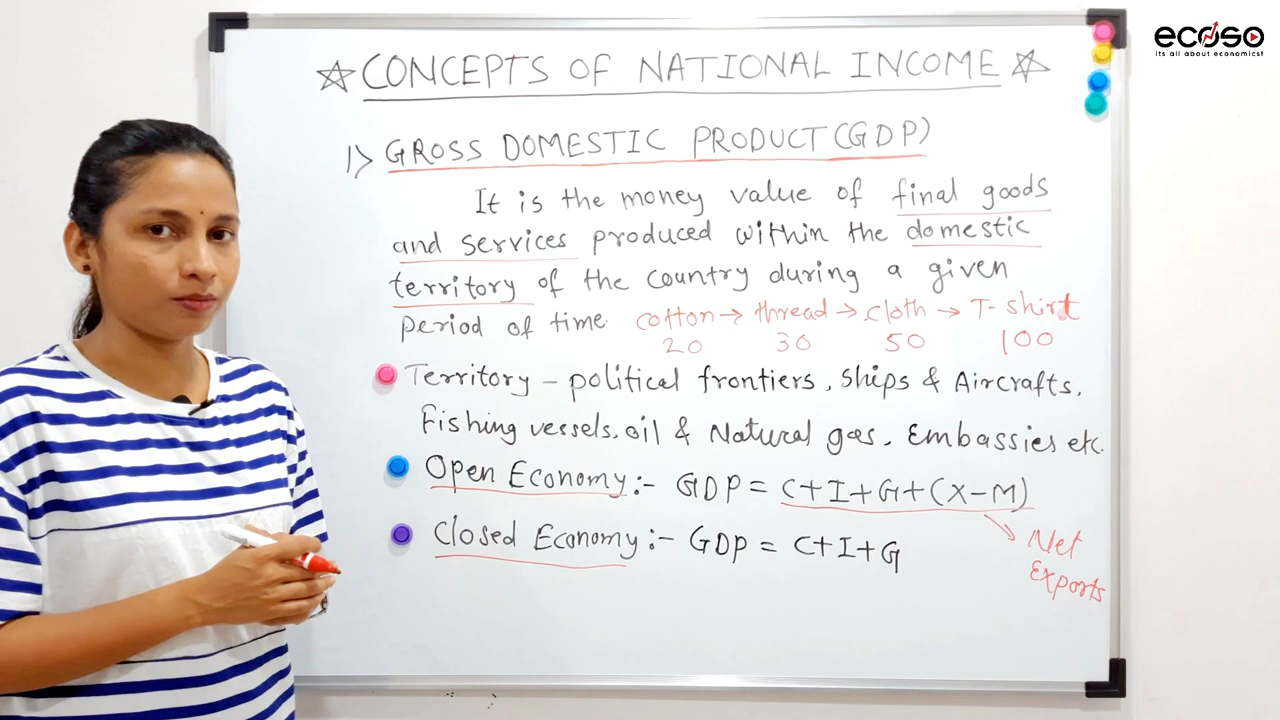 ecoso
its all about economics!
☆ CONCEPTS OF NATIONAL INCOME ☆
1) GROSS DOMESTIC PRODUCT (GDP)
It is the money value of final goods
and services produced within the domestic
territory of the country during a given
period of time.
cotton → thread → cloth → T-shirt
20 30 50 100
Territory - political frontiers, ships & Aircrafts,
Fishing vessels, oil & Natural gas, Embassies etc.
Open Economy:- GDP = C+I+G+(X-M)
Net
Exports
Closed Economy:- GDP = C+I+G